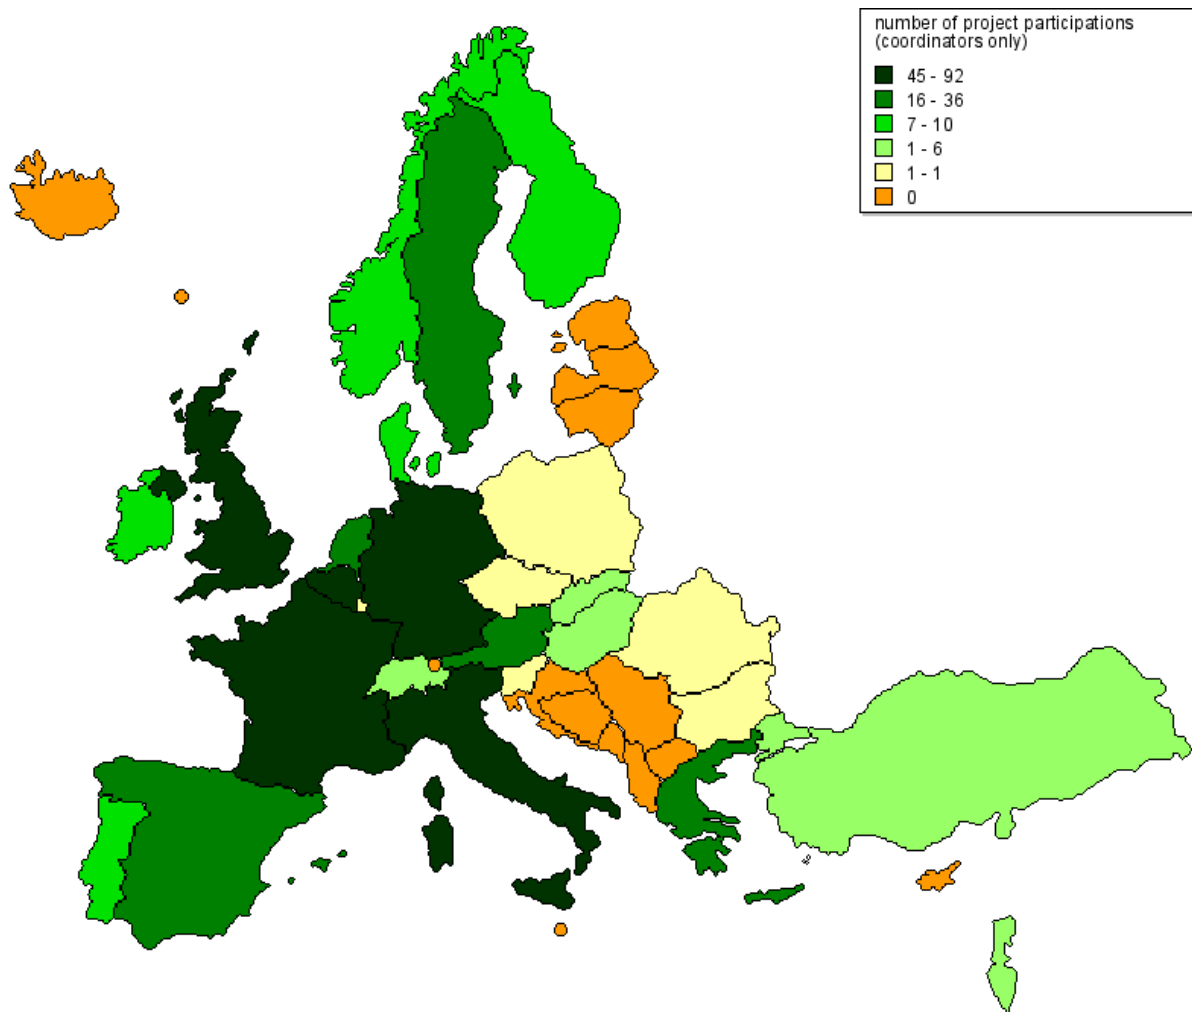 number of project participations
(coordinators only)
45 - 92
16 - 36
7 - 10
1 - 6
1 - 1
0